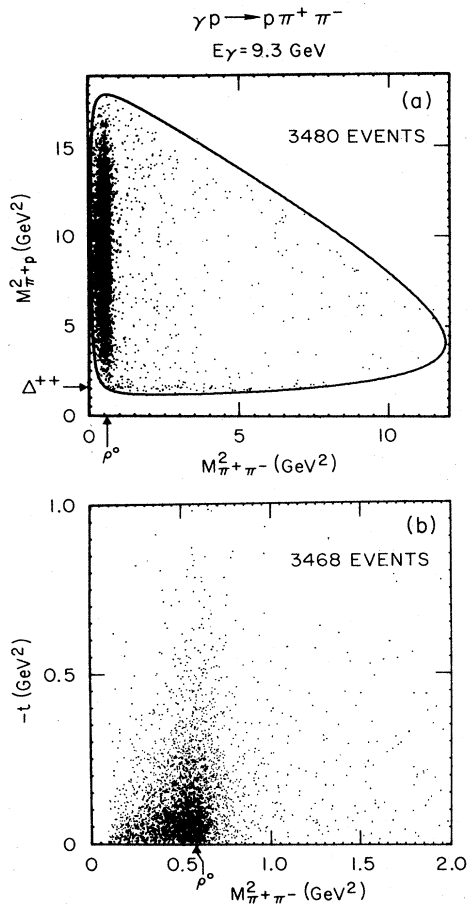 γp → pπ⁺π⁻
Eγ = 9.3 GeV
(a)
3480 EVENTS
15
10
5
0
M²π+p (GeV²)
Δ⁺⁺
0 5 10
ρ⁰
M²π+π− (GeV²)
(b)
3468 EVENTS
1.0
0.5
0
-t (GeV²)
0 0.5 1.0 1.5 2.0
ρ⁰
M²π+π− (GeV²)